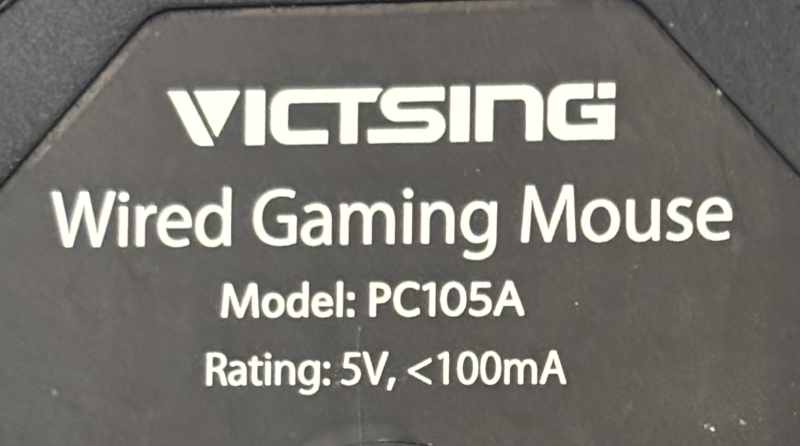 VICTSING
Wired Gaming Mouse
Model: PC105A
Rating: 5V, <100mA